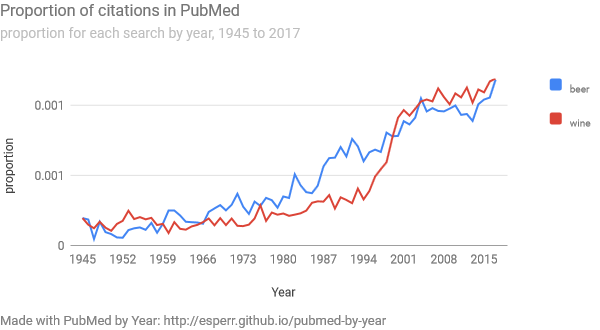 Proportion of citations in PubMed
proportion for each search by year, 1945 to 2017
0.001
0.001
0
proportion
1945 1952 1959 1966 1973 1980 1987 1994 2001 2008 2015
Year
beer
wine
Made with PubMed by Year: http://esperr.github.io/pubmed-by-year